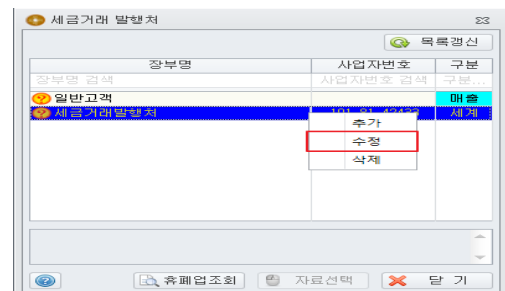 세금거래 발행처
목록갱신
장부명 사업자번호 구분
장부명 검색 사업자번호 검색 구분...
일반고객 매출
세금거래발행처 세계
추가
수정
삭제
휴폐업조회 자료선택 닫 기